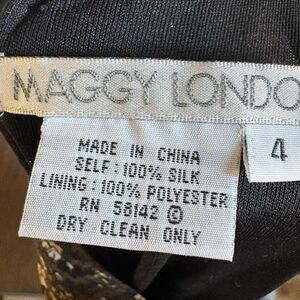 MAGGY LONDO
4
MADE IN CHINA
SELF: 100% SILK
LINING: 100% POLYESTER
RN 58142 ©
DRY CLEAN ONLY